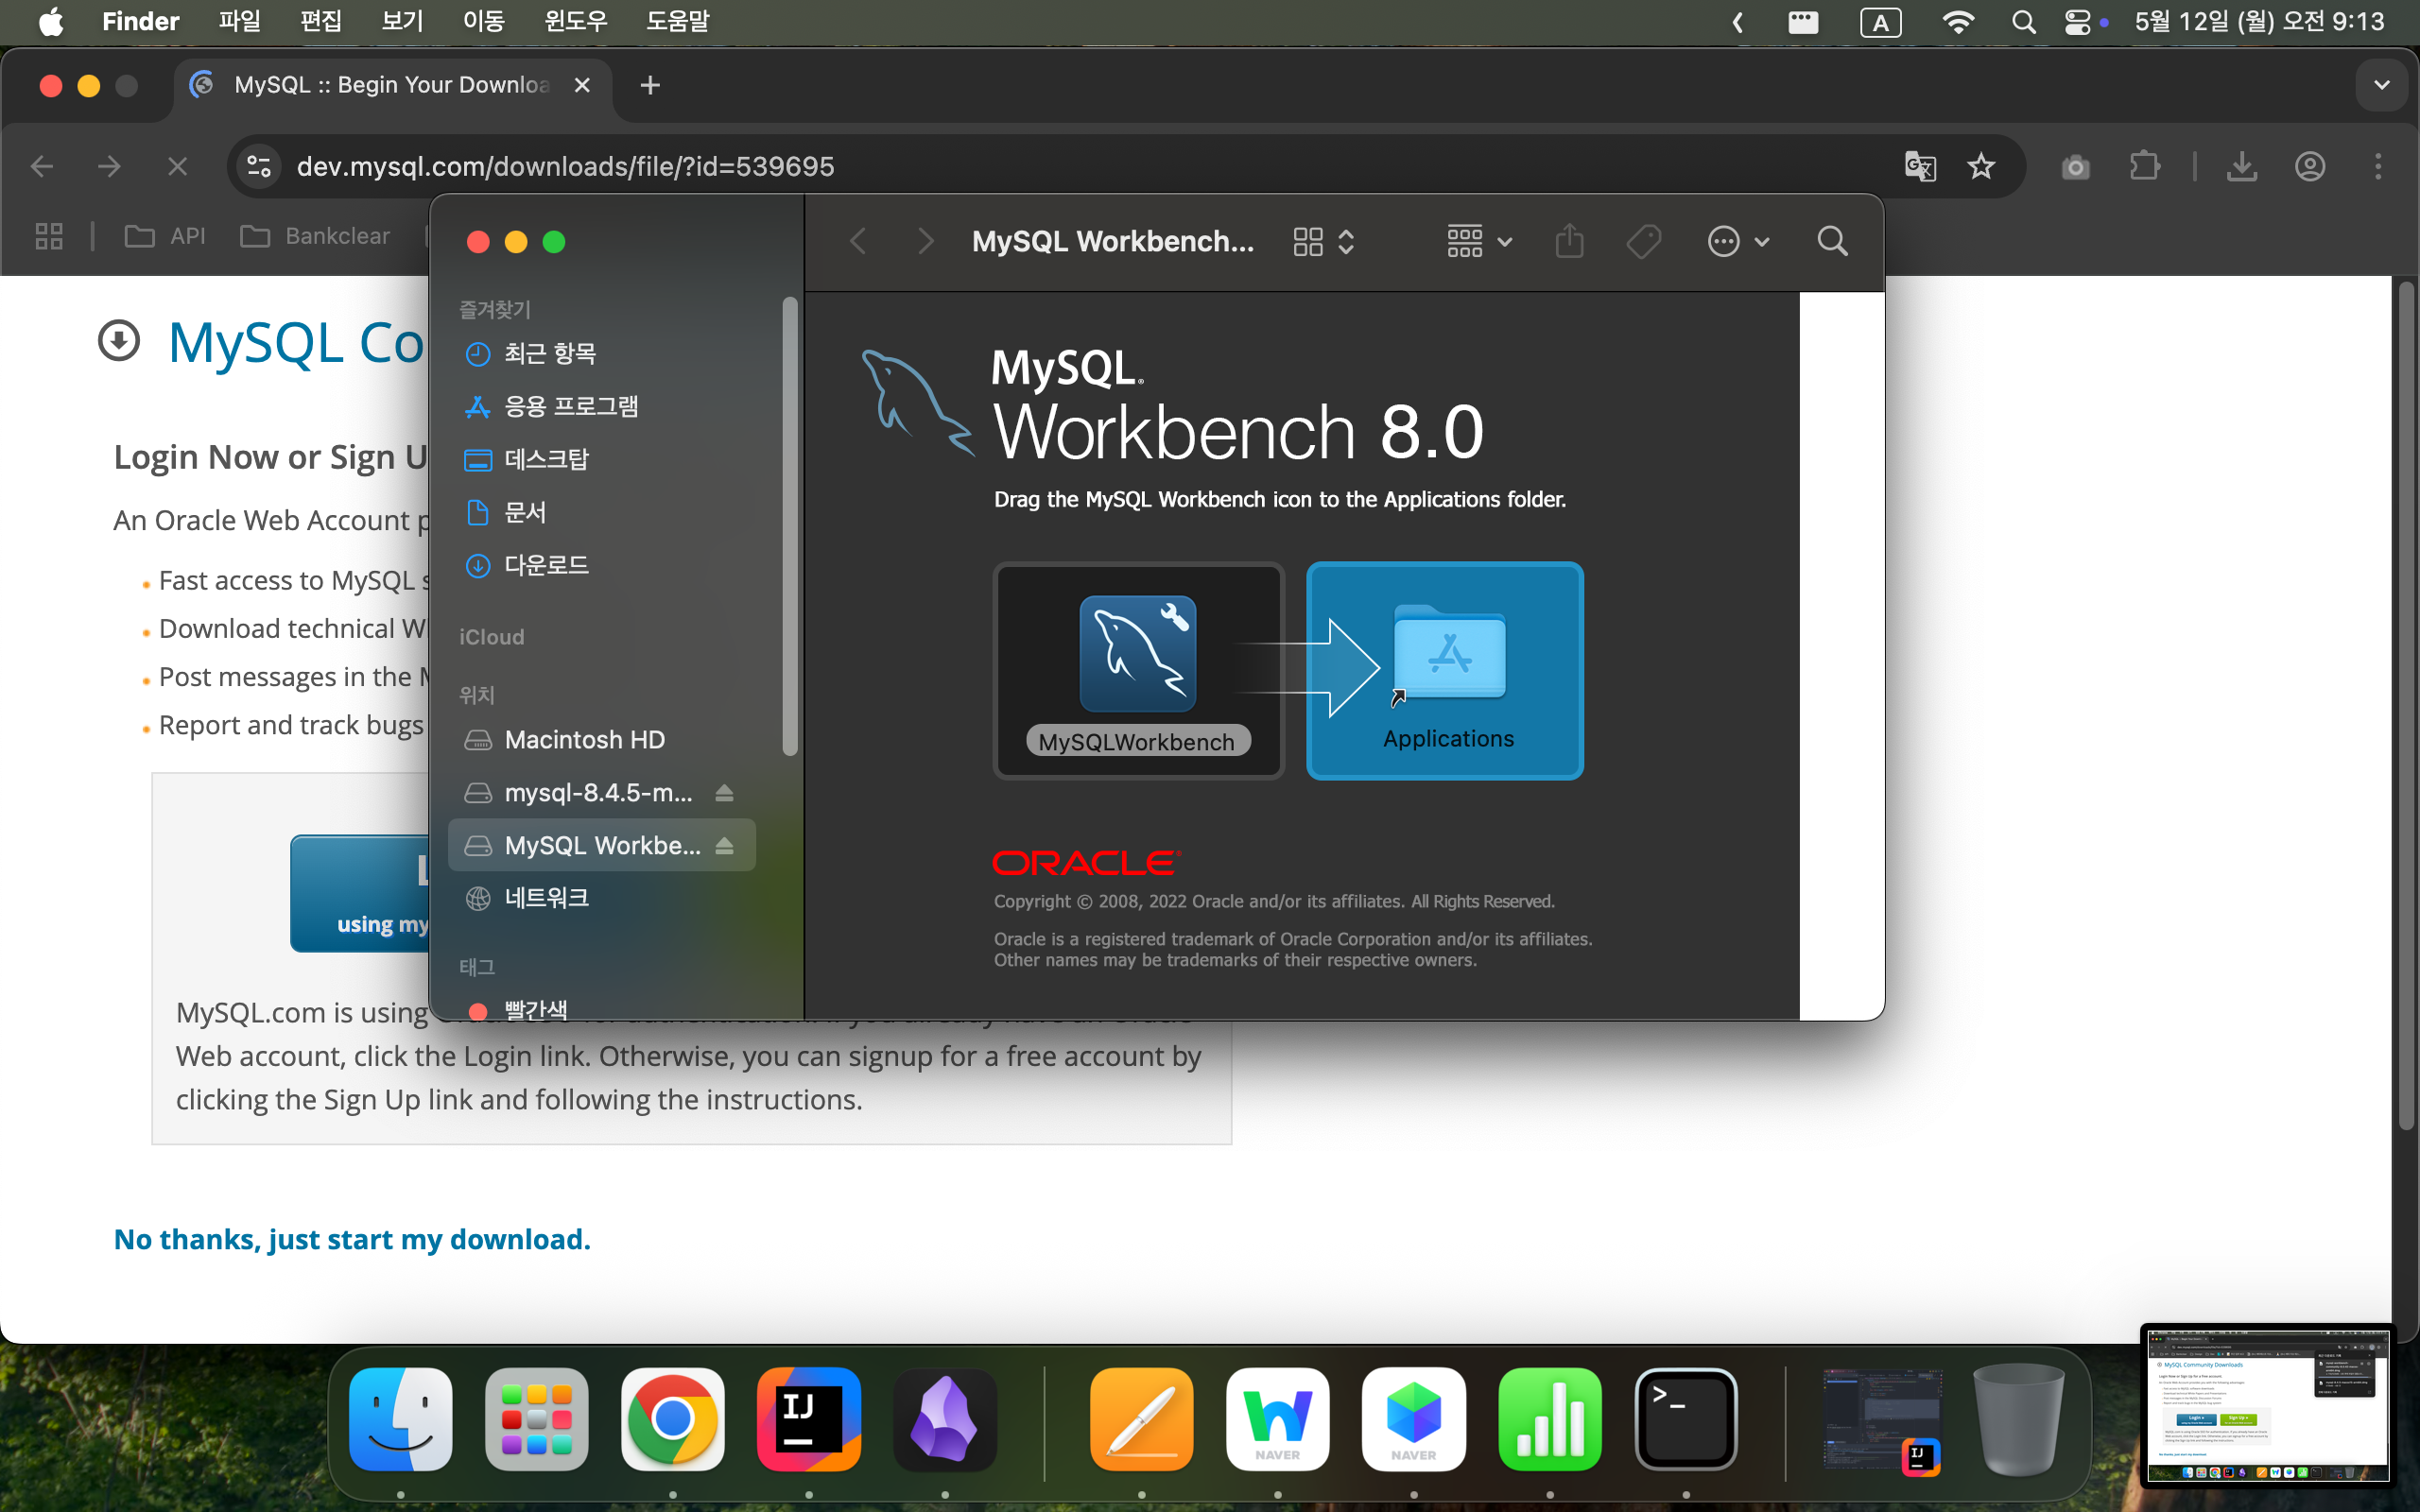 Finder 파일 편집 보기 이동 윈도우 도움말 A 5월 12일 (월) 오전 9:13
MySQL :: Begin Your Downloa
dev.mysql.com/downloads/file/?id=539695
API Bankclear
MySQL Co
Login Now or Sign U
An Oracle Web Account p
Fast access to MySQL s
Download technical W
Post messages in the M
Report and track bugs
using my
MySQL.com is using
Web account, click the Login link. Otherwise, you can signup for a free account by
clicking the Sign Up link and following the instructions.
No thanks, just start my download.
즐겨찾기
최근 항목
응용 프로그램
데스크탑
문서
다운로드
iCloud
위치
Macintosh HD
mysql-8.4.5-m...
MySQL Workbe...
네트워크
태그
빨간색
MySQL Workbench...
MySQL®
Workbench 8.0
Drag the MySQL Workbench icon to the Applications folder.
MySQLWorkbench
Applications
ORACLE®
Copyright © 2008, 2022 Oracle and/or its affiliates. All Rights Reserved.
Oracle is a registered trademark of Oracle Corporation and/or its affiliates.
Other names may be trademarks of their respective owners.
IJ
NAVER
NAVER
>_
IJ
MySQL Community Downloads